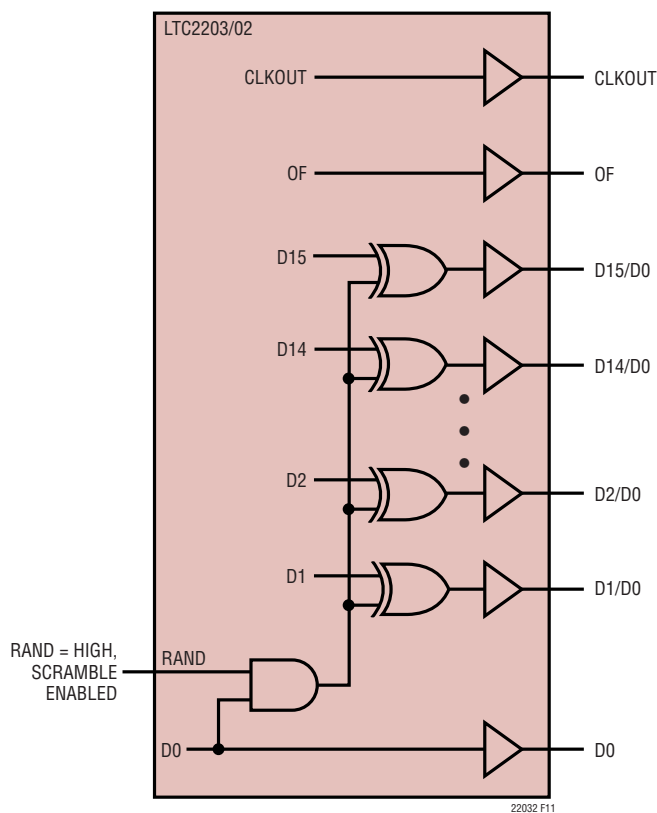 LTC2203/02
CLKOUT
CLKOUT
OF
OF
D15
D15/D0
D14
D14/D0
D2
D2/D0
D1
D1/D0
RAND = HIGH,
SCRAMBLE
ENABLED
RAND
D0
D0
22032 F11